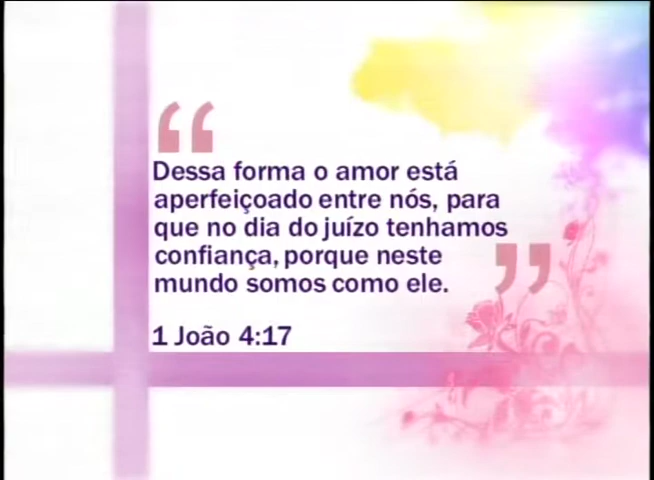 “
Dessa forma o amor está
aperfeiçoado entre nós, para
que no dia do juízo tenhamos
confiança, porque neste
mundo somos como ele.
”
1 João 4:17